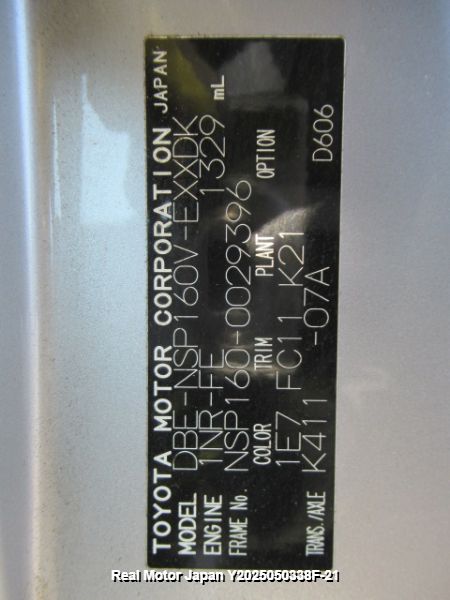 TOYOTA MOTOR CORPORATION JAPAN
MODEL DBE-NSP160V-EXXDK
ENGINE 1NR-FE 1329 mL
FRAME No. NSP160-0029396
COLOR TRIM PLANT OPTION
1E7 FC11 K21
TRANS./AXLE K411 -07A D606
Real Motor Japan Y2025050338F-21